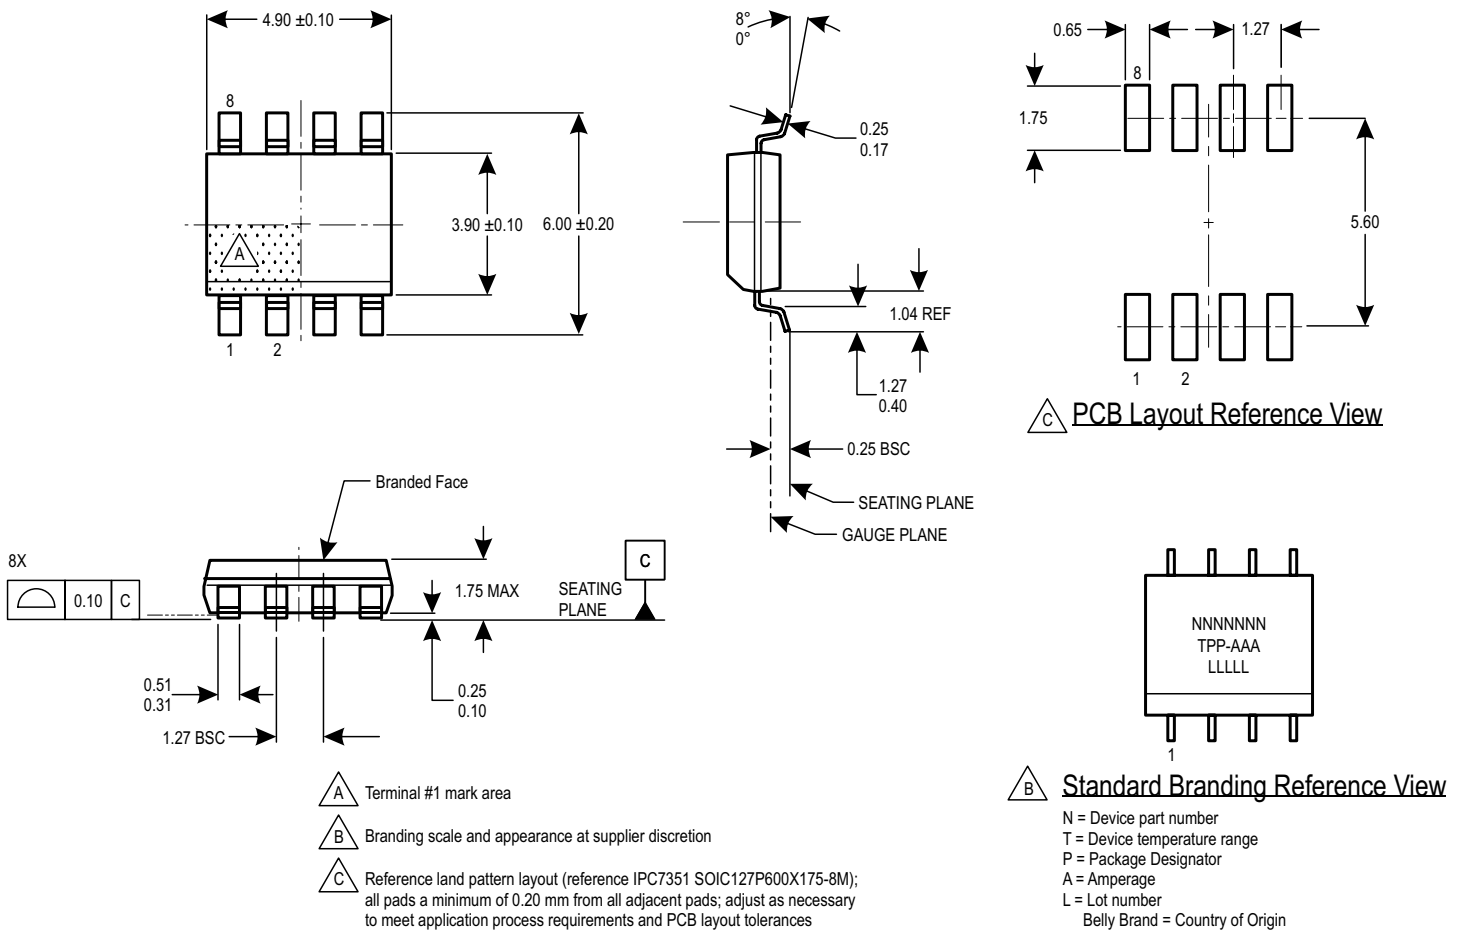 4.90 ±0.10
8
A
3.90 ±0.10
6.00 ±0.20
1
2
8°
0°
0.25
0.17
1.04 REF
1.27
0.40
0.25 BSC
SEATING PLANE
GAUGE PLANE
0.65
1.27
8
1.75
5.60
1
2
C
PCB Layout Reference View
Branded Face
8X
0.10
C
1.75 MAX
SEATING
PLANE
C
0.51
0.31
0.25
0.10
1.27 BSC
NNNNNNN
TPP-AAA
LLLLL
1
B
Standard Branding Reference View
N = Device part number
T = Device temperature range
P = Package Designator
A = Amperage
L = Lot number
Belly Brand = Country of Origin
A
Terminal #1 mark area
B
Branding scale and appearance at supplier discretion
C
Reference land pattern layout (reference IPC7351 SOIC127P600X175-8M);
all pads a minimum of 0.20 mm from all adjacent pads; adjust as necessary
to meet application process requirements and PCB layout tolerances